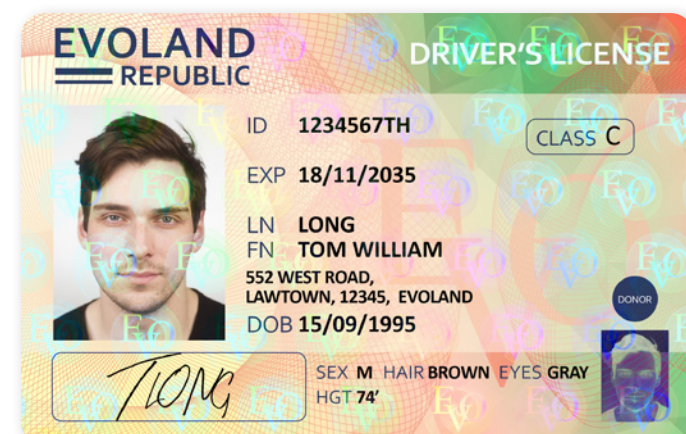 EVOLAND
REPUBLIC
DRIVER'S LICENSE
ID 1234567TH
CLASS C
EXP 18/11/2035
LN LONG
FN TOM WILLIAM
552 WEST ROAD,
LAWTOWN, 12345, EVOLAND
DONOR
DOB 15/09/1995
TLONG
SEX M HAIR BROWN EYES GRAY
HGT 74'